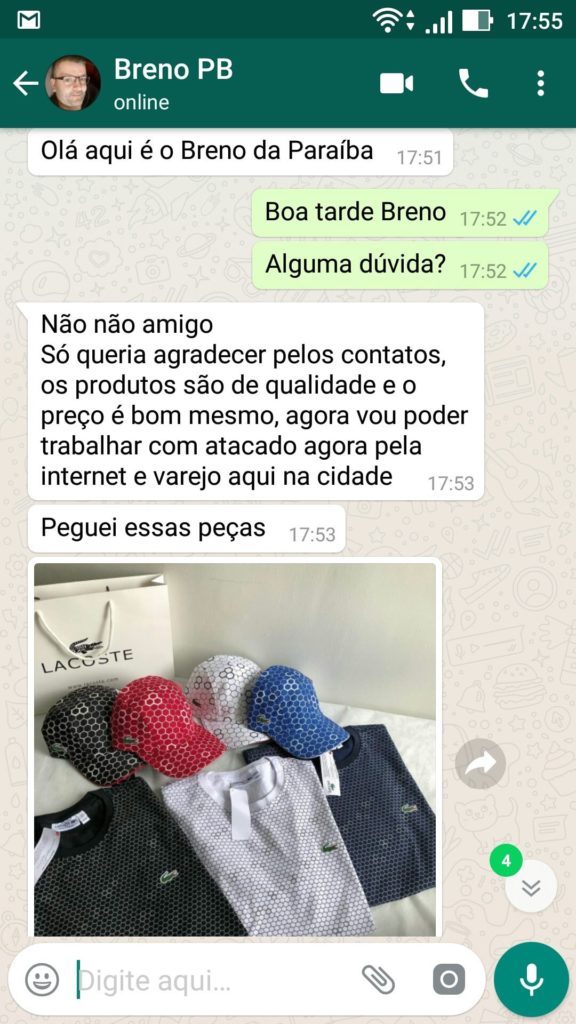 17:55
Breno PB
online
Olá aqui é o Breno da Paraíba 17:51
Boa tarde Breno 17:52
Alguma dúvida? 17:52
Não não amigo
Só queria agradecer pelos contatos,
os produtos são de qualidade e o
preço é bom mesmo, agora vou poder
trabalhar com atacado agora pela
internet e varejo aqui na cidade 17:53
Peguei essas peças 17:53
LACOSTE
www.lacoste.com
4
Digite aqui...